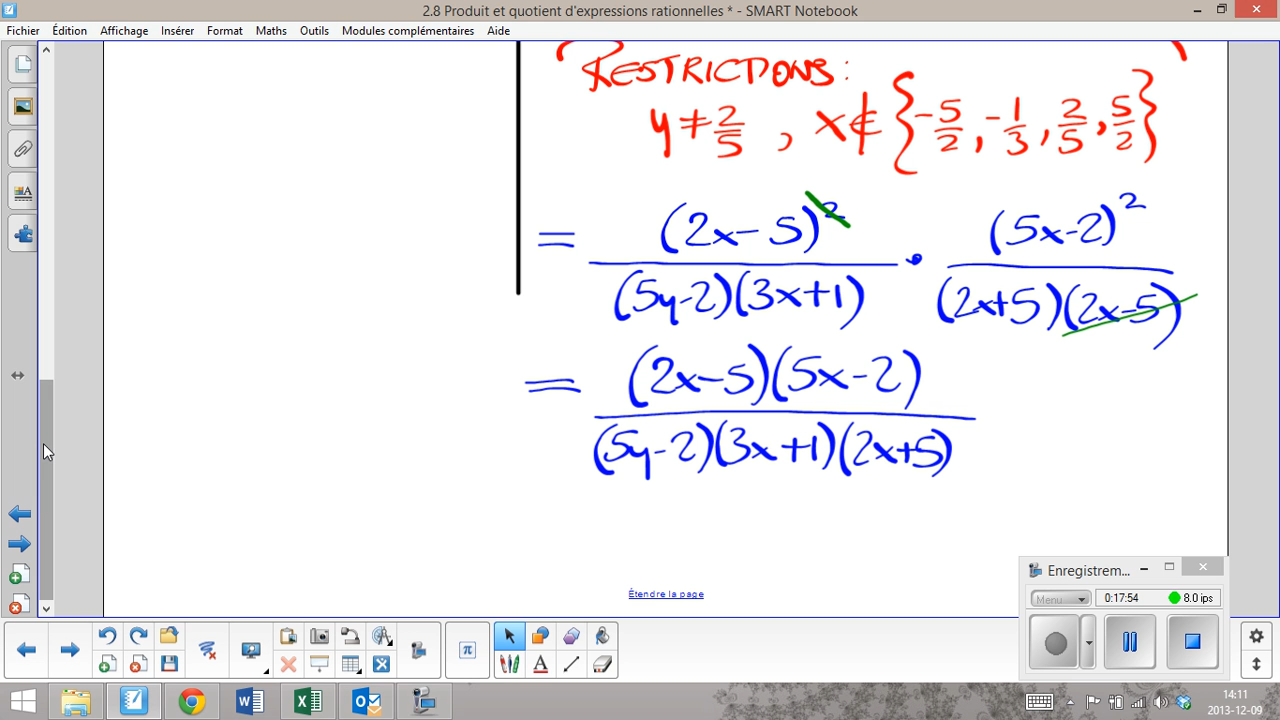 2.8 Produit et quotient d'expressions rationnelles * - SMART Notebook
Fichier Édition Affichage Insérer Format Maths Outils Modules complémentaires Aide
RESTRICTIONS:
y ≠ 2/5 , x ∉ {-5/2, -1/3, 2/5, 5/2}
= (2x-5)² / (5y-2)(3x+1) • (5x-2)² / (2x+5)(2x-5)
= (2x-5)(5x-2) / (5y-2)(3x+1)(2x+5)
Étendre la page
Enregistrem...
Menu 0:17:54 8.0 ips
14:11
2013-12-09